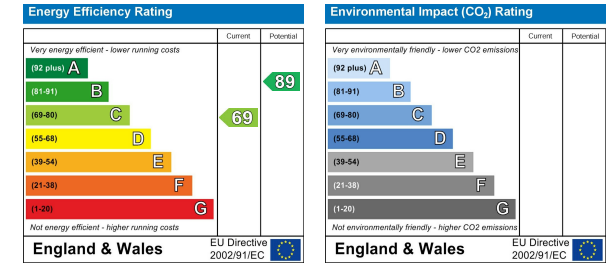 Energy Efficiency Rating
Current Potential
Very energy efficient - lower running costs
(92 plus) A
(81-91) B
89
(69-80) C
69
(55-68) D
(39-54) E
(21-38) F
(1-20) G
Not energy efficient - higher running costs
England & Wales
EU Directive
2002/91/EC
Environmental Impact (CO2) Rating
Current Potential
Very environmentally friendly - lower CO2 emissions
(92 plus) A
(81-91) B
(69-80) C
(55-68) D
(39-54) E
(21-38) F
(1-20) G
Not environmentally friendly - higher CO2 emissions
England & Wales
EU Directive
2002/91/EC